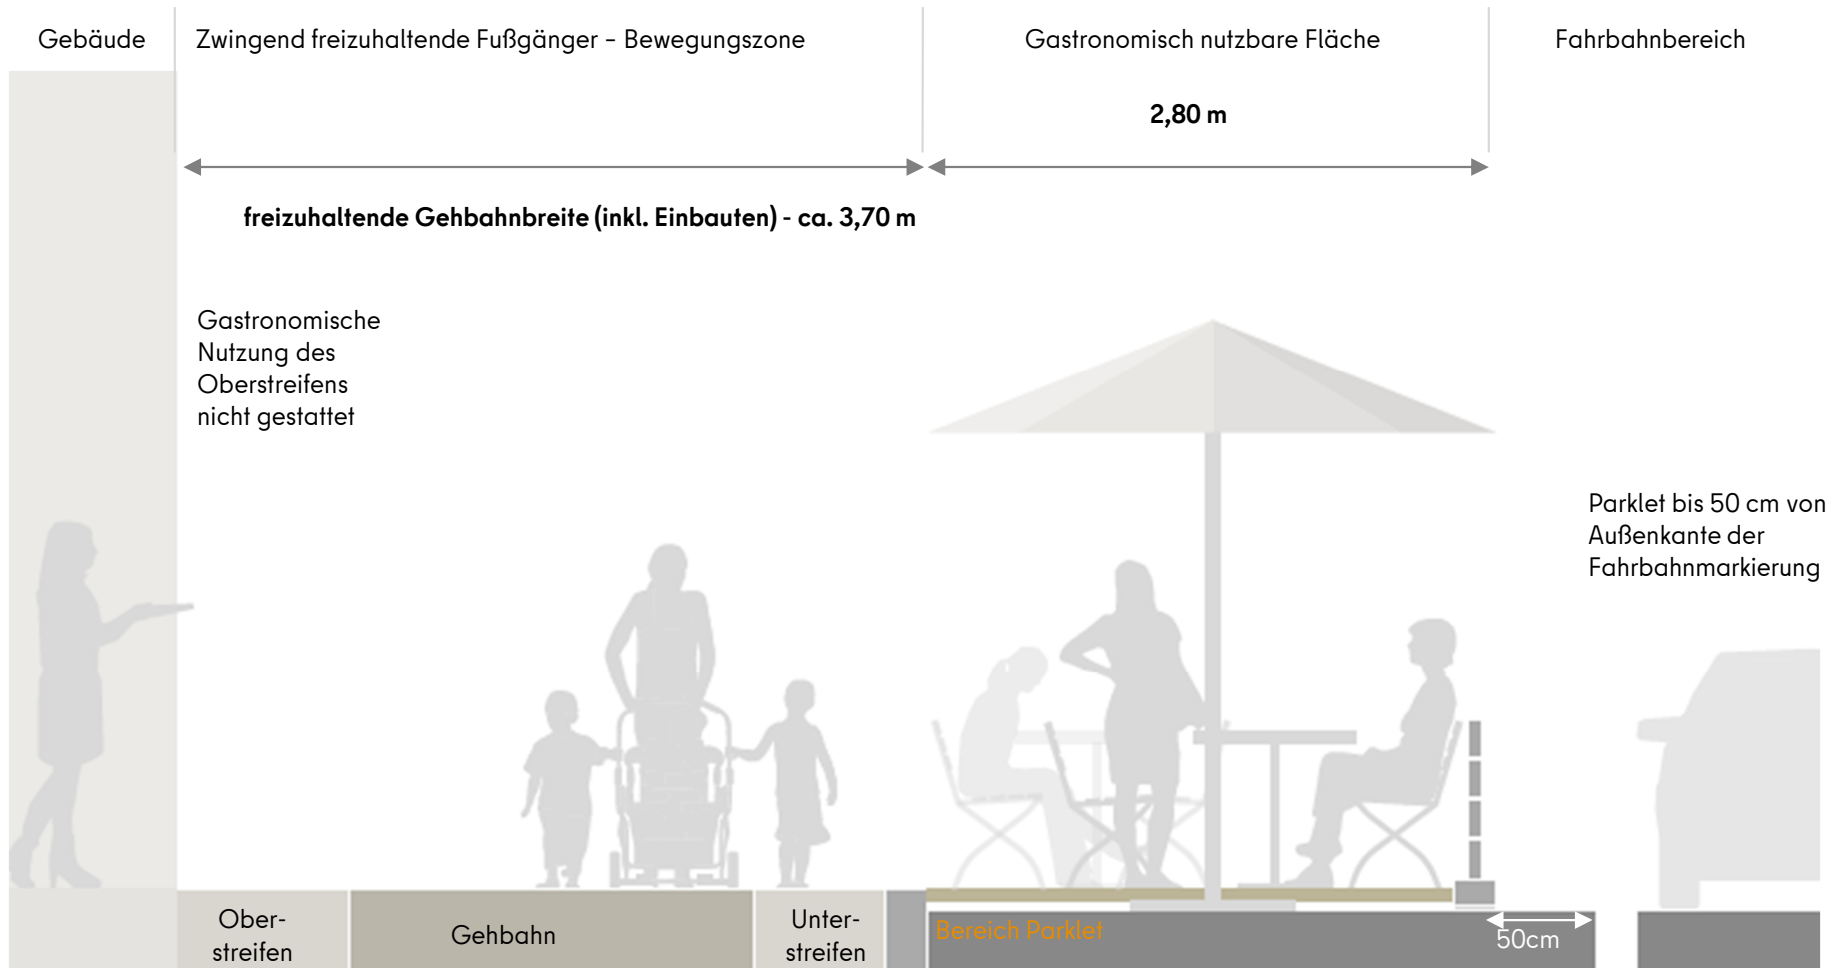 Gebäude
Zwingend freizuhaltende Fußgänger – Bewegungszone
Gastronomisch nutzbare Fläche
Fahrbahnbereich
2,80 m
freizuhaltende Gehbahnbreite (inkl. Einbauten) - ca. 3,70 m
Gastronomische
Nutzung des
Oberstreifens
nicht gestattet
Parklet bis 50 cm von
Außenkante der
Fahrbahnmarkierung
Ober-
streifen
Gehbahn
Unter-
streifen
Bereich Parklet
50cm